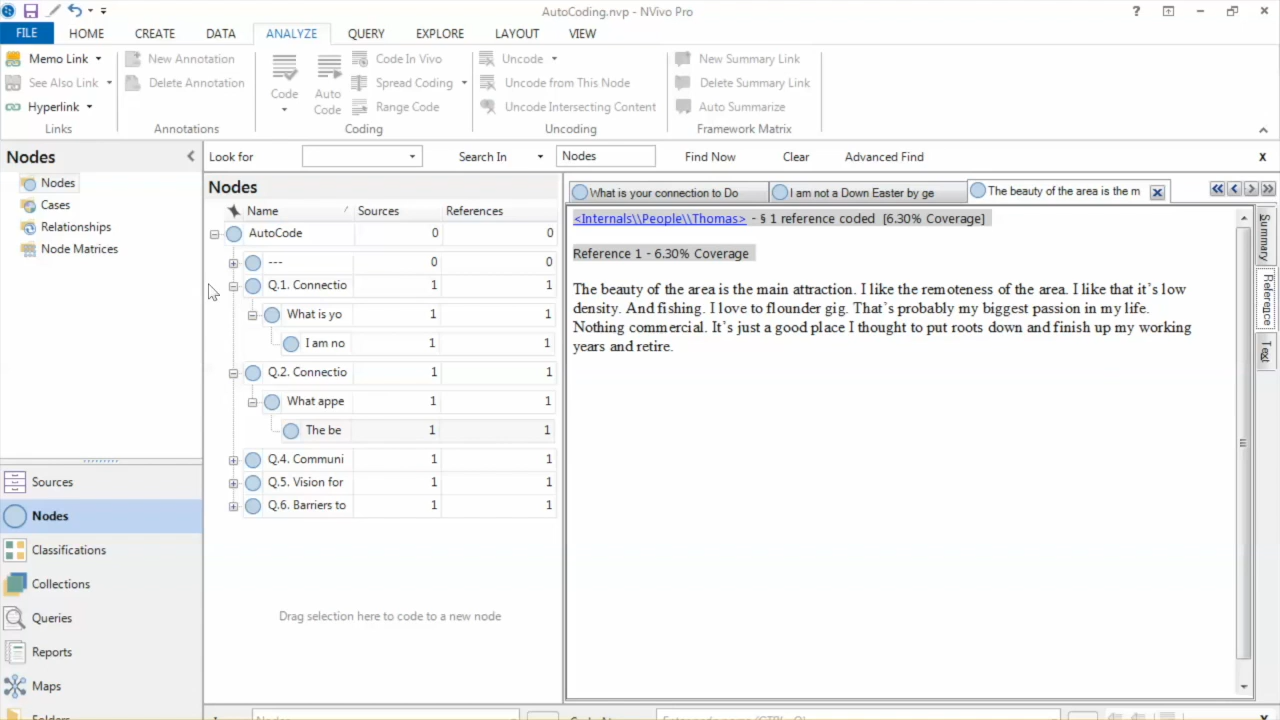 AutoCoding.nvp - NVivo Pro
?
FILE HOME CREATE DATA ANALYZE QUERY EXPLORE LAYOUT VIEW
Memo Link
See Also Link
Hyperlink
Links
New Annotation
Delete Annotation
Annotations
Code
Auto Code
Code In Vivo
Spread Coding
Range Code
Coding
Uncode
Uncode from This Node
Uncode Intersecting Content
Uncoding
New Summary Link
Delete Summary Link
Auto Summarize
Framework Matrix
Nodes
Look for Search In Nodes Find Now Clear Advanced Find X
Nodes
Cases
Relationships
Node Matrices
Sources
Nodes
Classifications
Collections
Queries
Reports
Maps
Nodes
Name Sources References
AutoCode 0 0
--- 0 0
Q.1. Connectio 1 1
What is yo 1 1
I am no 1 1
Q.2. Connectio 1 1
What appe 1 1
The be 1 1
Q.4. Communi 1 1
Q.5. Vision for 1 1
Q.6. Barriers to 1 1
Drag selection here to code to a new node
What is your connection to Do
I am not a Down Easter by ge
The beauty of the area is the m
<Internals\\People\\Thomas> - § 1 reference coded [6.30% Coverage]
Reference 1 - 6.30% Coverage
The beauty of the area is the main attraction. I like the remoteness of the area. I like that it's low
density. And fishing. I love to flounder gig. That's probably my biggest passion in my life.
Nothing commercial. It's just a good place I thought to put roots down and finish up my working
years and retire.
Summary
Reference
Text